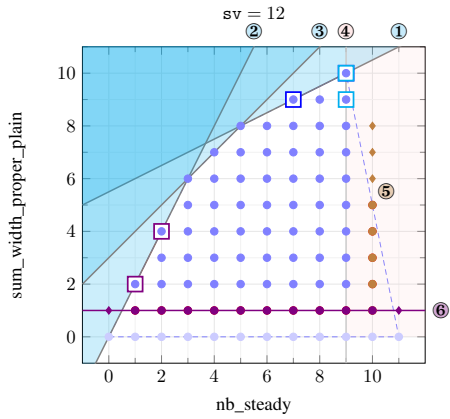 sv = 12
② ③ ④ ①
10
8
6
4
2
0
⑤
⑥
0 2 4 6 8 10
nb_steady
sum_width_proper_plain